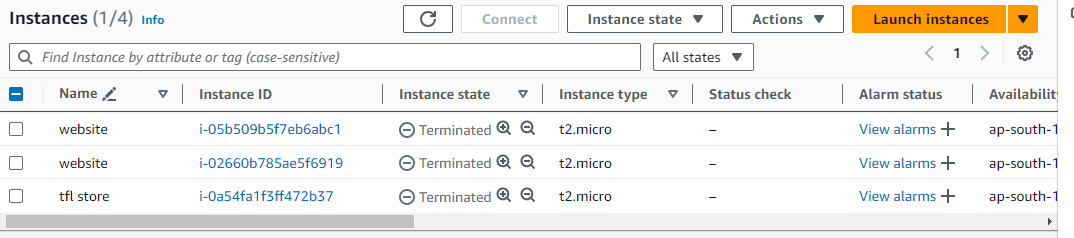 Instances (1/4) Info Connect Instance state Actions Launch instances
Find Instance by attribute or tag (case-sensitive) All states 1
Name Instance ID Instance state Instance type Status check Alarm status Availability
website i-05b509b5f7eb6abc1 Terminated t2.micro – View alarms + ap-south-1
website i-02660b785ae5f6919 Terminated t2.micro – View alarms + ap-south-1
tfl store i-0a54fa1f3ff472b37 Terminated t2.micro – View alarms + ap-south-1